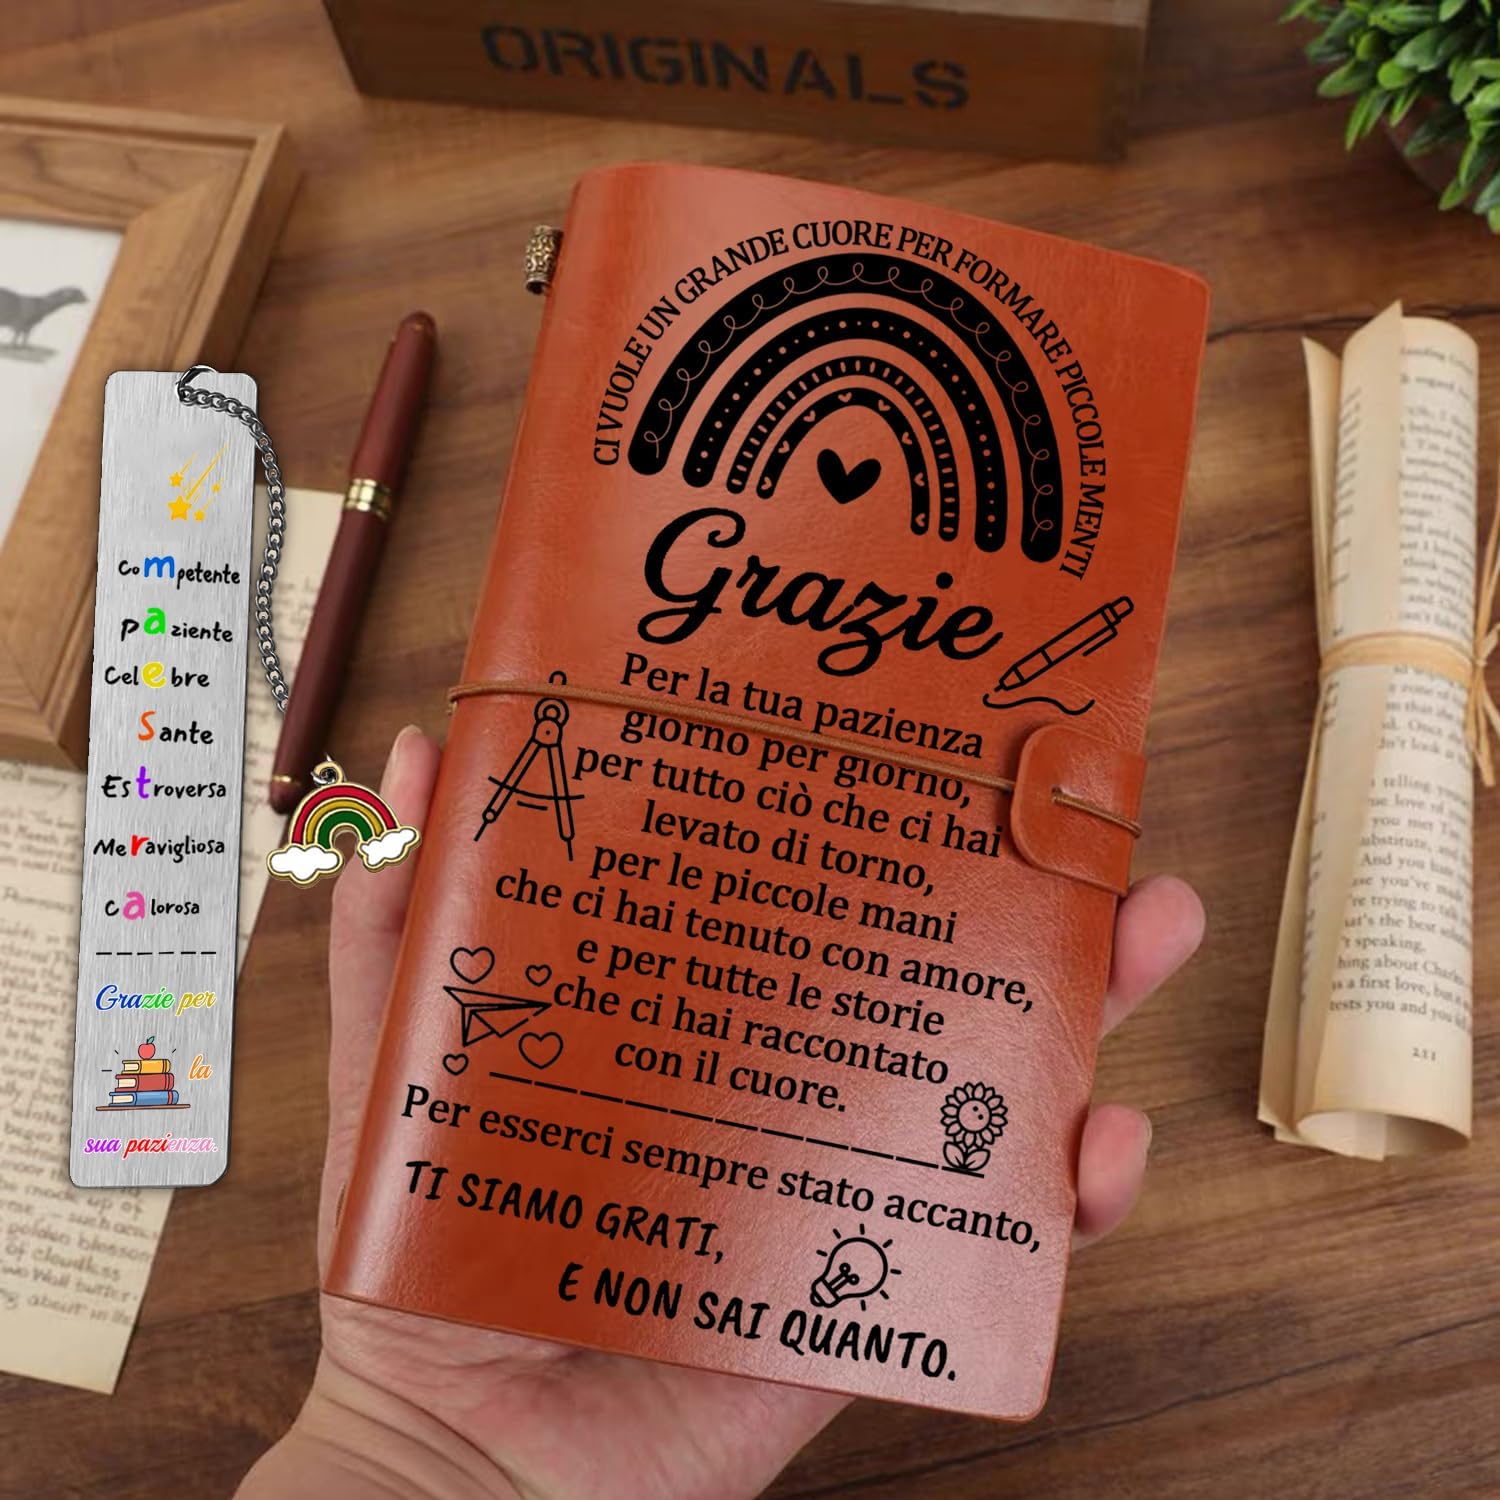 ORIGINALS
CI VUOLE UN GRANDE CUORE PER FORMARE PICCOLE MENTI
Grazie
Per la tua pazienza
giorno per giorno,
per tutto ciò che ci hai
levato di torno,
per le piccole mani
che ci hai tenuto con amore,
e per tutte le storie
che ci hai raccontato
con il cuore.
Per esserci sempre stato accanto,
TI SIAMO GRATI,
E NON SAI QUANTO.
Competente
Paziente
Celebre
Sante
Estroversa
Meravigliosa
Calorosa
Grazie per
la
sua pazienza.
211